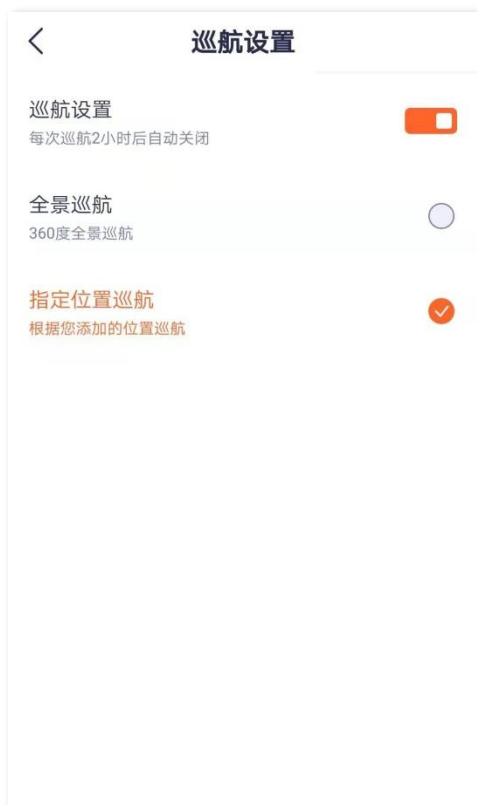 巡航设置
巡航设置
每次巡航2小时后自动关闭
全景巡航
360度全景巡航
指定位置巡航
根据您添加的位置巡航